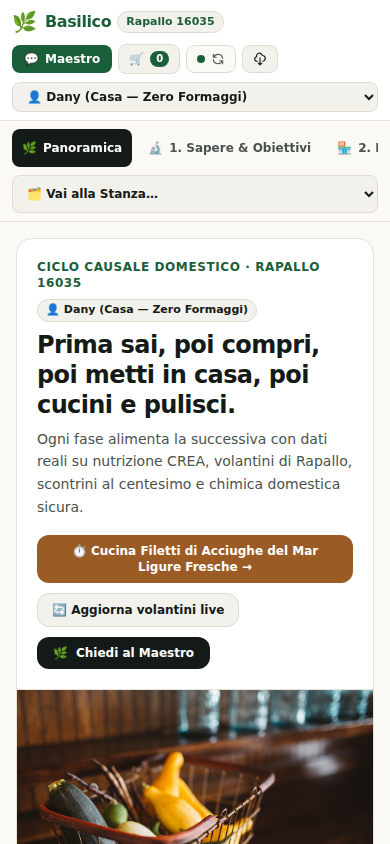 Basilico
Rapallo 16035
Maestro
0
Dany (Casa — Zero Formaggi)
Panoramica
1. Sapere & Obiettivi
2.
Vai alla Stanza...
CICLO CAUSALE DOMESTICO · RAPALLO
16035
Dany (Casa — Zero Formaggi)
Prima sai, poi compri,
poi metti in casa, poi
cucini e pulisci.
Ogni fase alimenta la successiva con dati
reali su nutrizione CREA, volantini di Rapallo,
scontrini al centesimo e chimica domestica
sicura.
Cucina Filetti di Acciughe del Mar
Ligure Fresche →
Aggiorna volantini live
Chiedi al Maestro